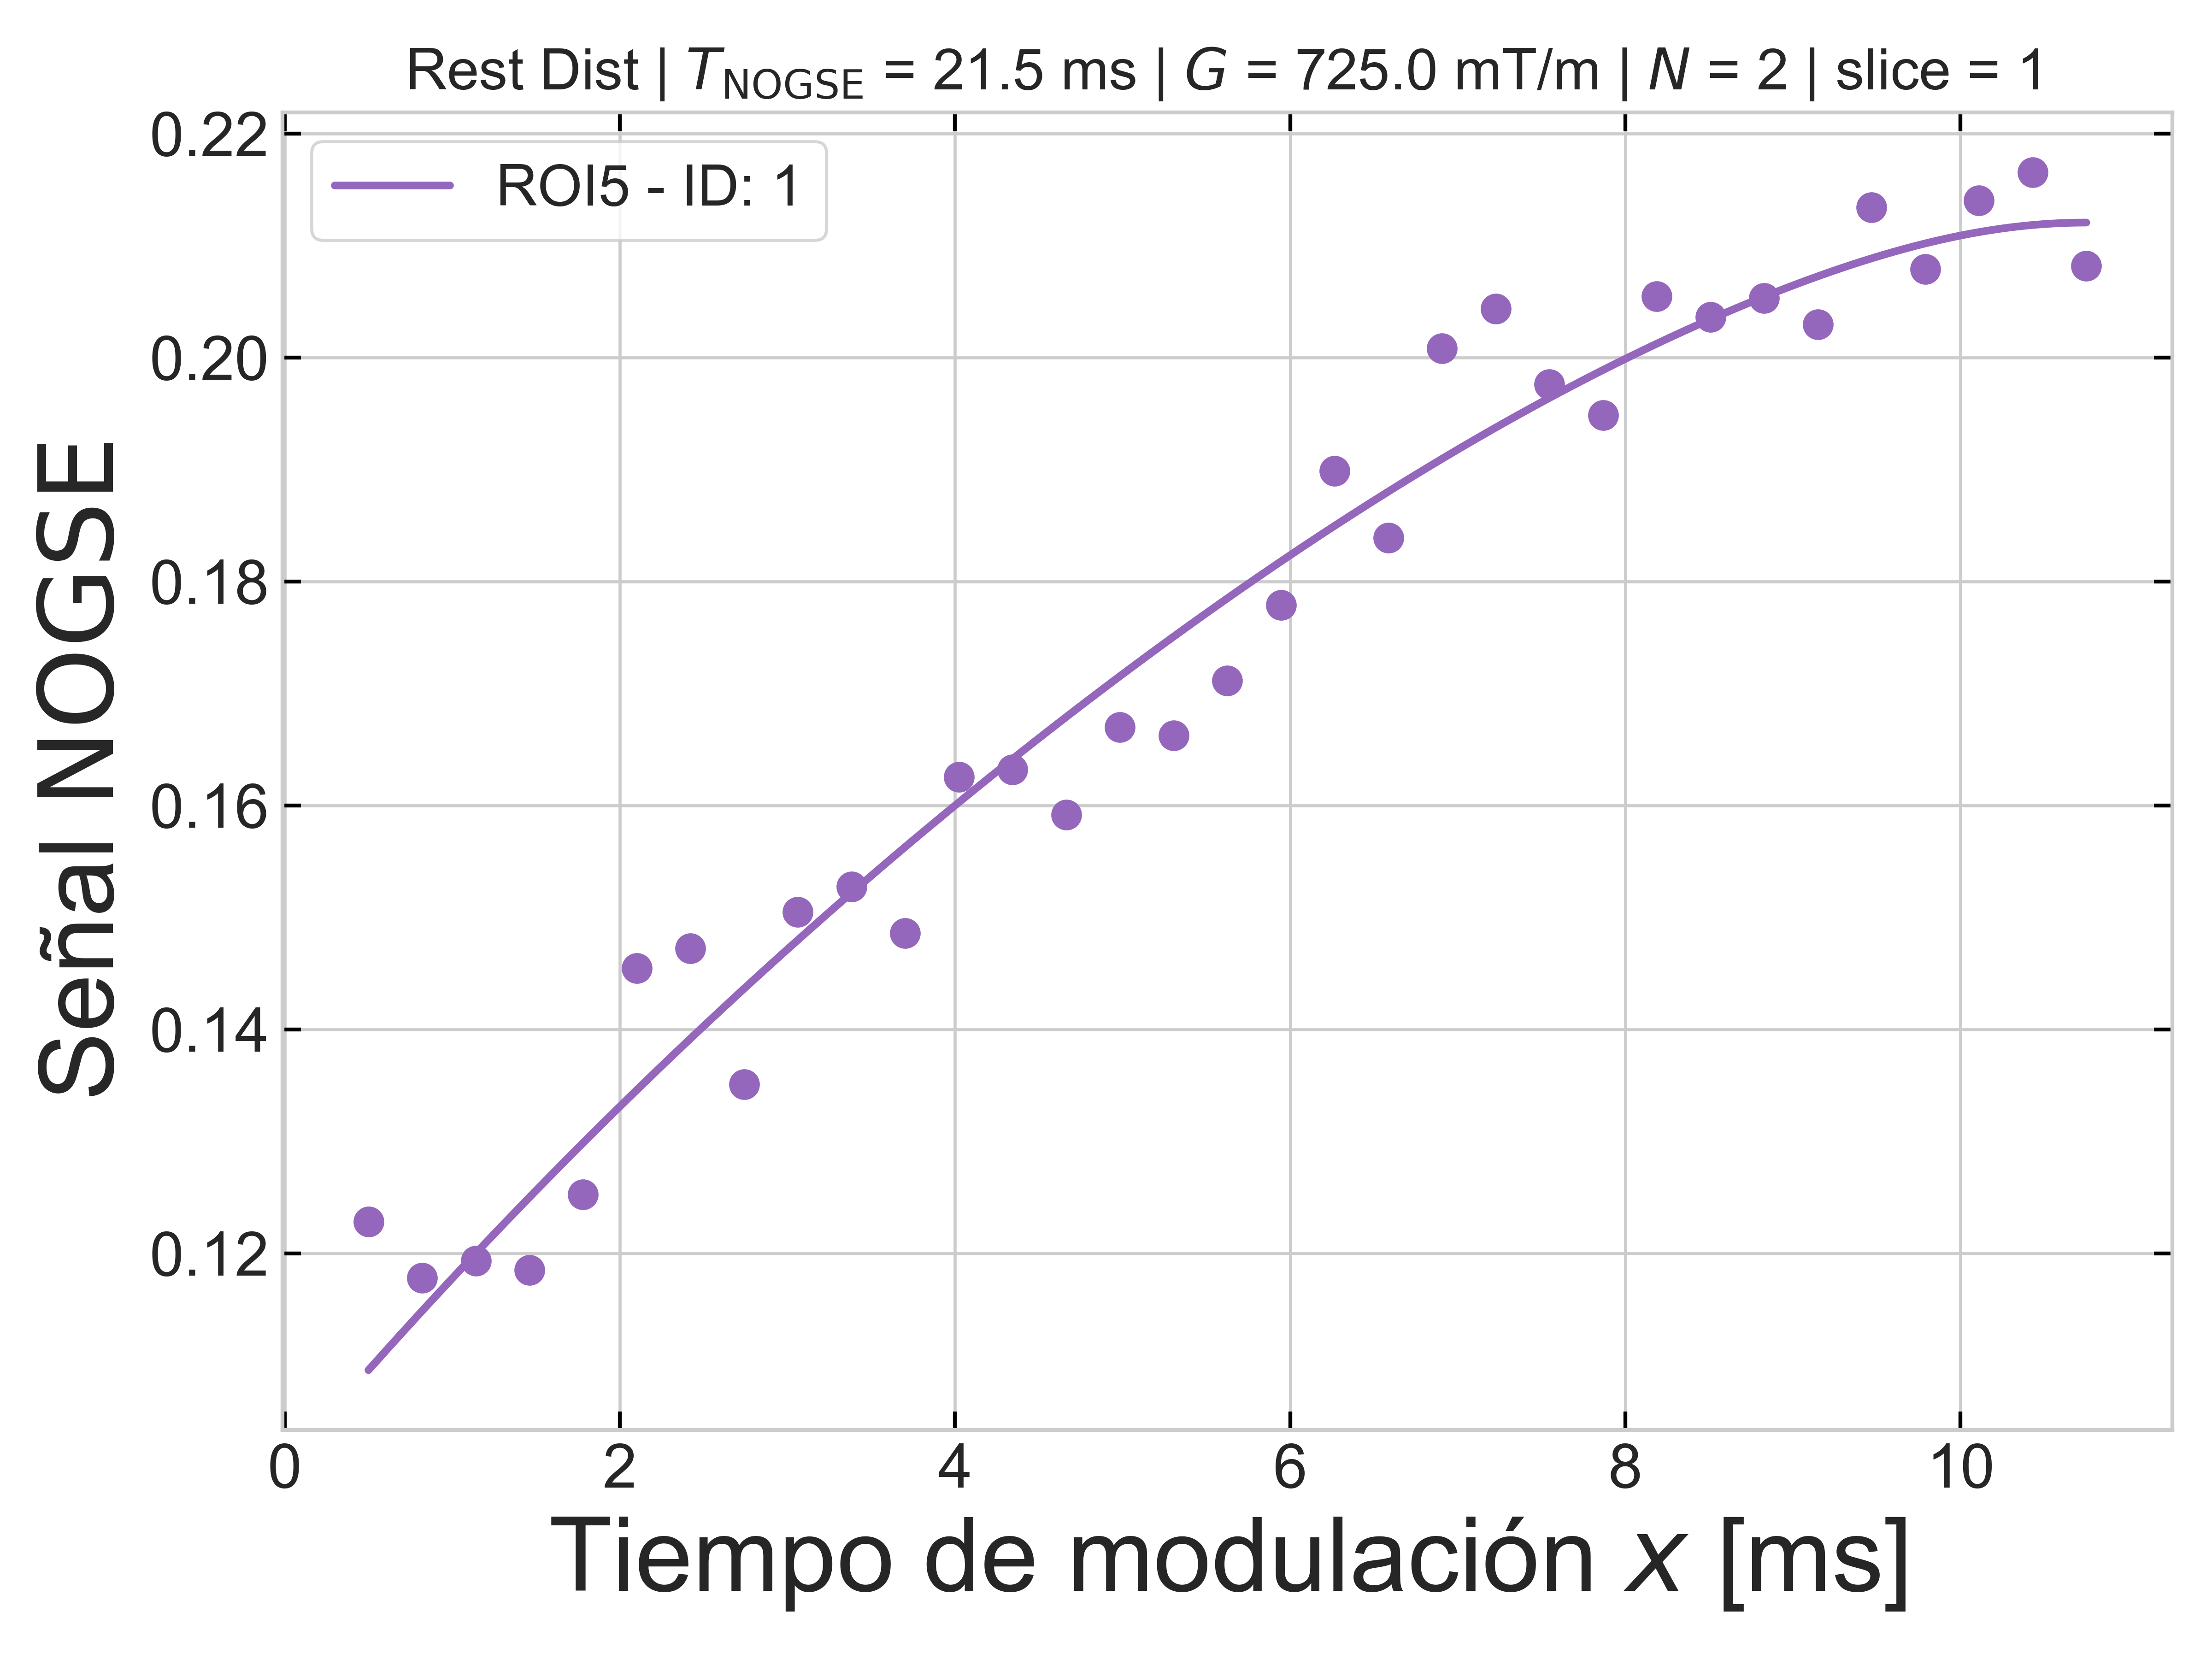 Rest Dist | T_NOGSE = 21.5 ms | G = 725.0 mT/m | N = 2 | slice = 1
ROI5 - ID: 1
0.22
0.20
0.18
0.16
0.14
0.12
Señal NOGSE
0 2 4 6 8 10
Tiempo de modulación x [ms]